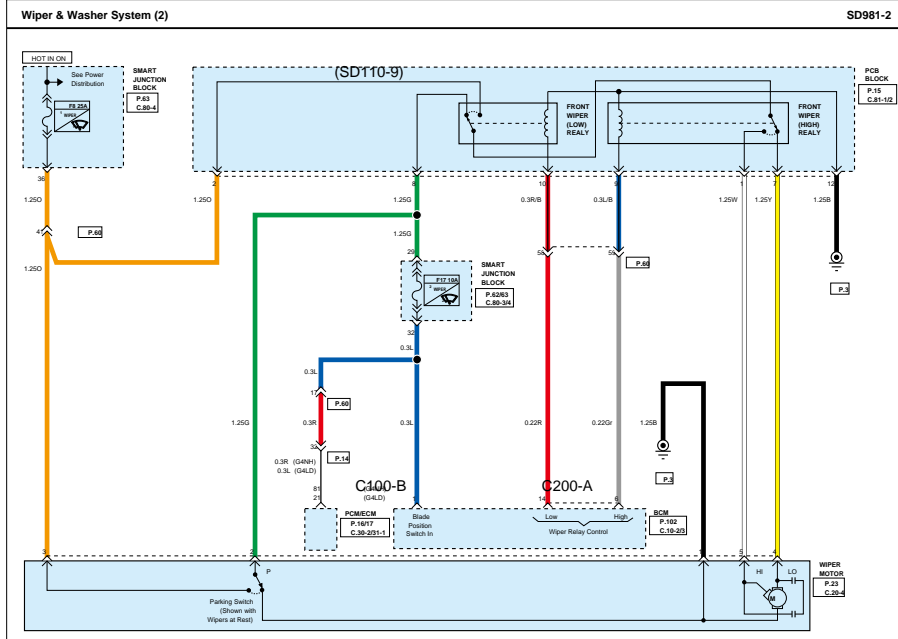 Wiper & Washer System (2)
SD981-2
HOT IN ON
See Power
Distribution
F8 25A
1
WIPER
SMART
JUNCTION
BLOCK
P.63
C.80-4
(SD110-9)
FRONT
WIPER
(LOW)
REALY
FRONT
WIPER
(HIGH)
REALY
PCB
BLOCK
P.15
C.81-1/2
36
2
8
10
9
1
7
12
1.25O
1.25O
1.25G
0.3R/B
0.3L/B
1.25W
1.25Y
1.25B
41
P.60
1.25G
1.25O
29
58
59
P.60
F17 10A
2
WIPER
SMART
JUNCTION
BLOCK
P.62/63
C.80-3/4
P.3
32
0.3L
0.3L
17
P.60
1.25G
0.3R
0.3L
0.22R
0.22Gr
1.25B
32
P.14
0.3R (G4NH)
0.3L (G4LD)
P.3
C100-B
C200-A
81
21
(G4LD)
1
14
6
PCM/ECM
P.16/17
C.30-2/31-1
Blade
Position
Switch In
Low
High
Wiper Relay Control
BCM
P.102
C.10-2/3
3
2
1
5
4
P
Parking Switch
(Shown with
Wipers at Rest)
HI
LO
M
WIPER
MOTOR
P.23
C.20-4